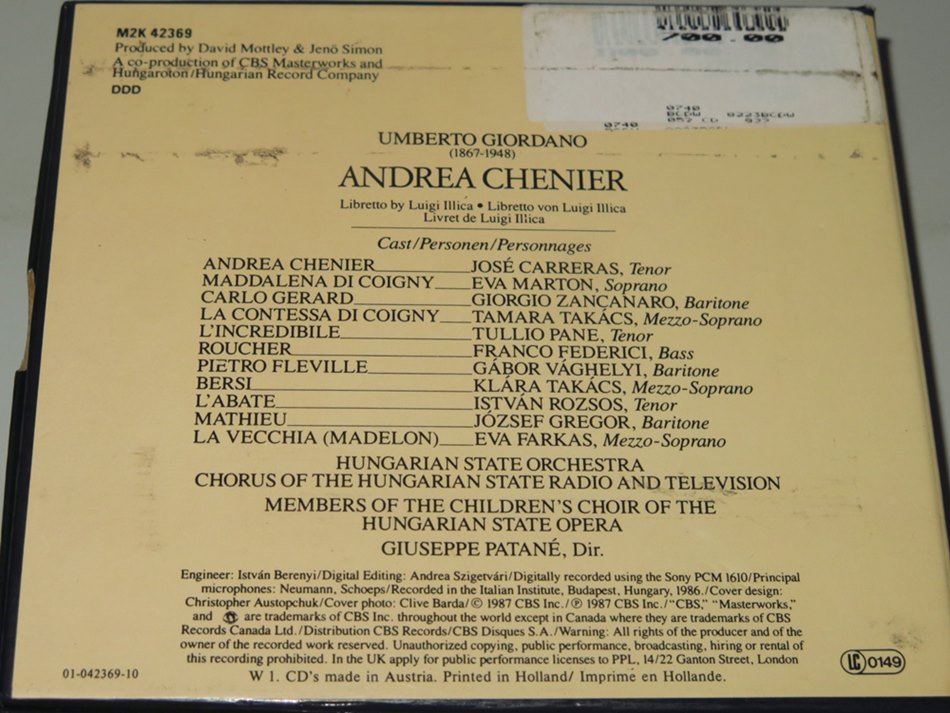 M2K 42369
Produced by David Mottley & Jenö Simon
A co-production of CBS Masterworks and
Hungaroton/Hungarian Record Company
DDD
700.00
0740
BCDW 0223BCDW
057 CD
0740
UMBERTO GIORDANO
(1867-1948)
ANDREA CHENIER
Libretto by Luigi Illica • Libretto von Luigi Illica
Livret de Luigi Illica
Cast/Personen/Personnages
ANDREA CHENIER JOSÉ CARRERAS, Tenor
MADDALENA DI COIGNY EVA MARTON, Soprano
CARLO GERARD GIORGIO ZANCANARO, Baritone
LA CONTESSA DI COIGNY TAMARA TAKÁCS, Mezzo-Soprano
L'INCREDIBILE TULLIO PANE, Tenor
ROUCHER FRANCO FEDERICI, Bass
PIETRO FLEVILLE GÁBOR VÁGHELYI, Baritone
BERSI KLÁRA TAKÁCS, Mezzo-Soprano
L'ABATE ISTVÁN ROZSOS, Tenor
MATHIEU JÓZSEF GREGOR, Baritone
LA VECCHIA (MADELON) EVA FARKAS, Mezzo-Soprano
HUNGARIAN STATE ORCHESTRA
CHORUS OF THE HUNGARIAN STATE RADIO AND TELEVISION
MEMBERS OF THE CHILDREN'S CHOIR OF THE
HUNGARIAN STATE OPERA
GIUSEPPE PATANÉ, Dir.
Engineer: István Berenyi/Digital Editing: Andrea Szigetvári/Digitally recorded using the Sony PCM 1610/Principal
microphones: Neumann, Schoeps/Recorded in the Italian Institute, Budapest, Hungary, 1986./Cover design:
Christopher Austopchuk/Cover photo: Clive Barda/© 1987 CBS Inc./℗ 1987 CBS Inc./"CBS," "Masterworks,"
and are trademarks of CBS Inc. throughout the world except in Canada where they are trademarks of CBS
Records Canada Ltd./Distribution CBS Records/CBS Disques S.A./Warning: All rights of the producer and of the
owner of the recorded work reserved. Unauthorized copying, public performance, broadcasting, hiring or rental of
this recording prohibited. In the UK apply for public performance licenses to PPL, 14/22 Ganton Street, London
W 1. CD's made in Austria. Printed in Holland/ Imprimé en Hollande.
01-042369-10
LC 0149